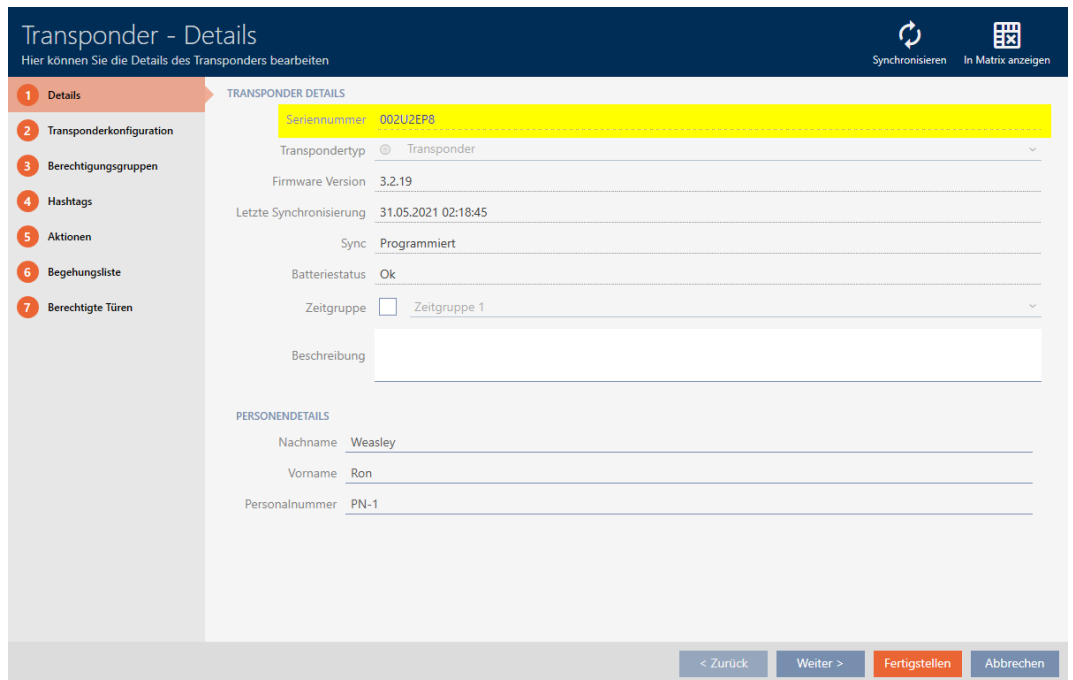 Transponder - Details
Hier können Sie die Details des Transponders bearbeiten
Synchronisieren
In Matrix anzeigen
1 Details
2 Transponderkonfiguration
3 Berechtigungsgruppen
4 Hashtags
5 Aktionen
6 Begehungsliste
7 Berechtigte Türen
TRANSPONDER DETAILS
Seriennummer 002U2EP8
Transpondertyp Transponder
Firmware Version 3.2.19
Letzte Synchronisierung 31.05.2021 02:18:45
Sync Programmiert
Batteriestatus Ok
Zeitgruppe Zeitgruppe 1
Beschreibung
PERSONENDETAILS
Nachname Weasley
Vorname Ron
Personalnummer PN-1
< Zurück
Weiter >
Fertigstellen
Abbrechen